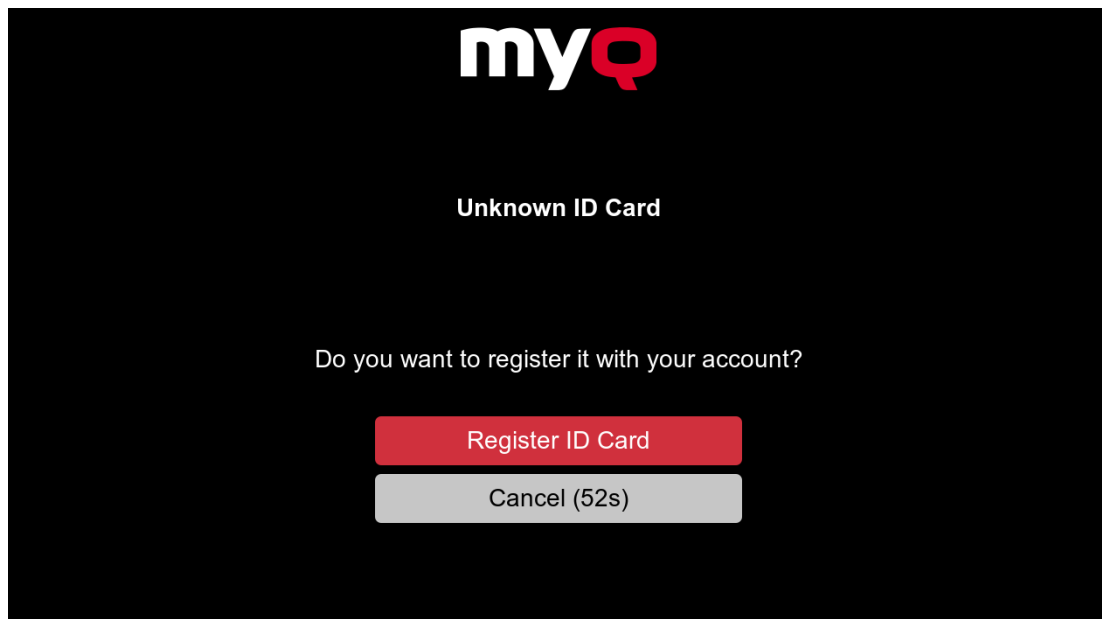 myQ
Unknown ID Card
Do you want to register it with your account?
Register ID Card
Cancel (52s)